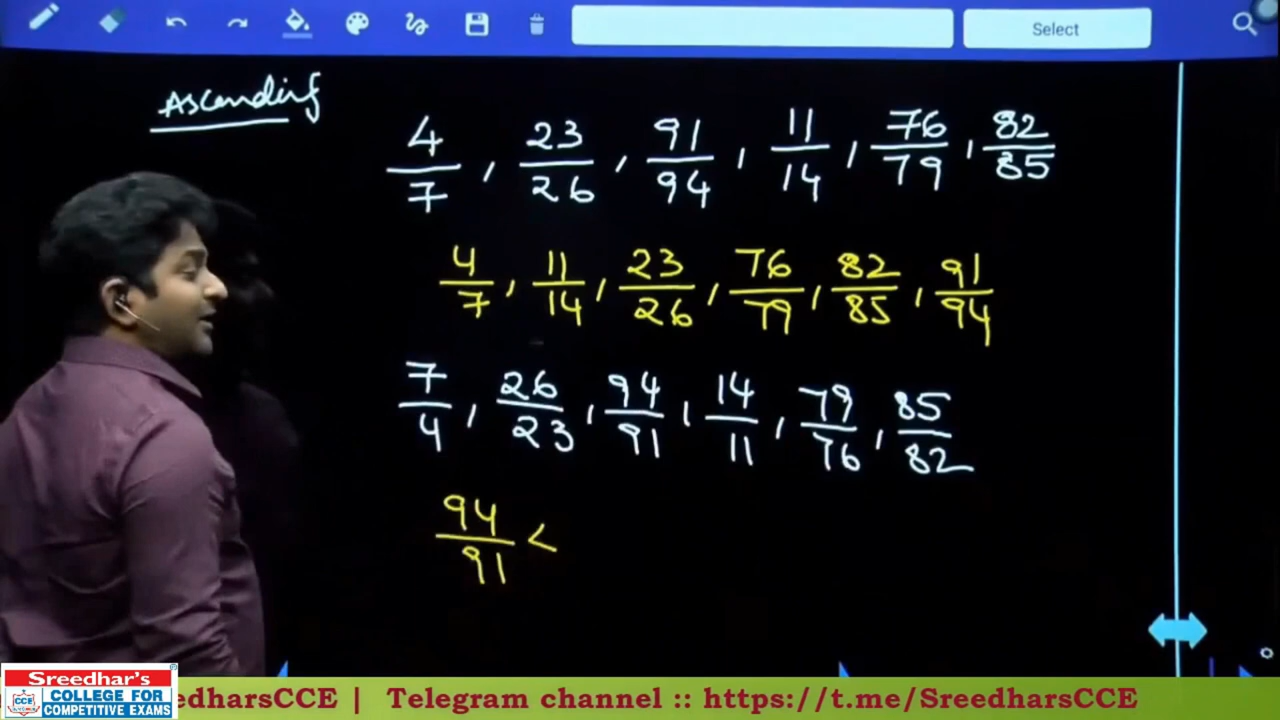 Select
Ascending
4/7, 23/26, 91/94, 11/14, 76/79, 82/85
4/7, 11/14, 23/26, 76/79, 82/85, 91/94
7/4, 26/23, 94/91, 14/11, 79/76, 85/82
94/91 <
Sreedhar's
CCE
COLLEGE FOR
COMPETITIVE EXAMS
edharsCCE | Telegram channel :: https://t.me/SreedharsCCE